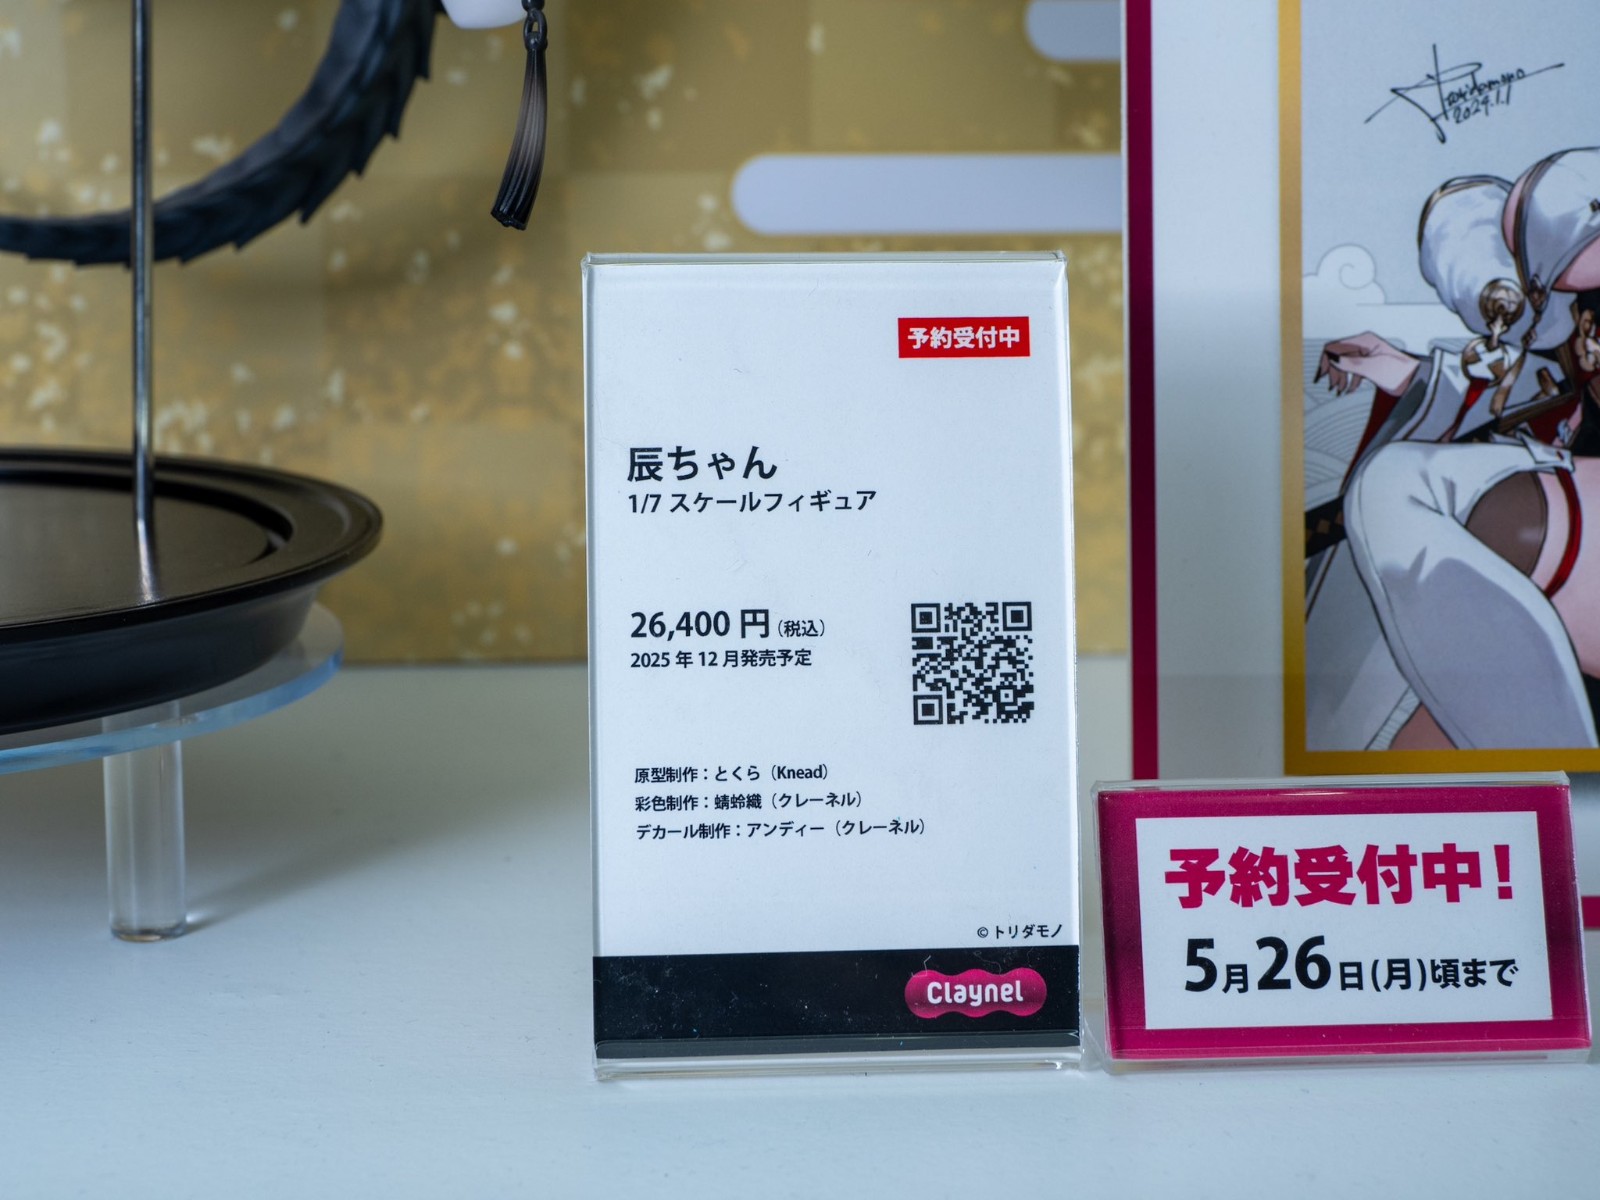 予約受付中
辰ちゃん
1/7 スケールフィギュア
26,400 円 (税込)
2025 年 12 月発売予定
原型制作：とくら（Knead）
彩色制作：蜻蛉織（クレーネル）
デカール制作：アンディー（クレーネル）
© トリダモノ
Claynel
2024.1.1
予約受付中！
5月26日(月)頃まで